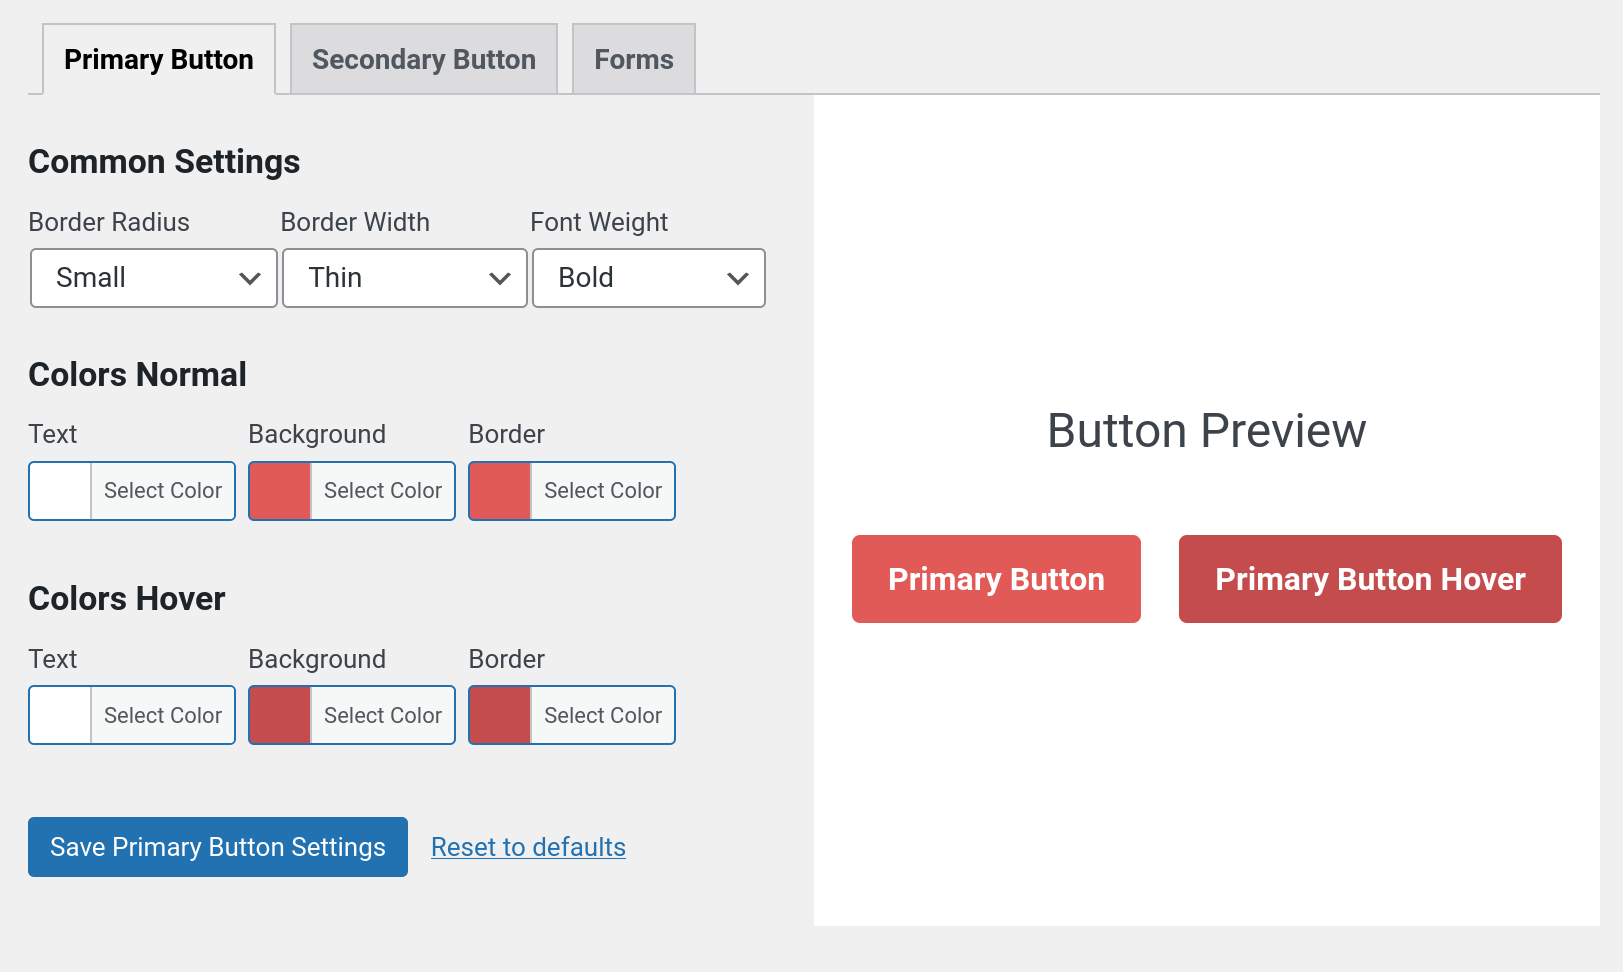 Primary Button Secondary Button Forms
Common Settings
Border Radius Border Width Font Weight
Small Thin Bold
Colors Normal
Text Background Border
Select Color Select Color Select Color
Colors Hover
Text Background Border
Select Color Select Color Select Color
Save Primary Button Settings Reset to defaults
Button Preview
Primary Button Primary Button Hover